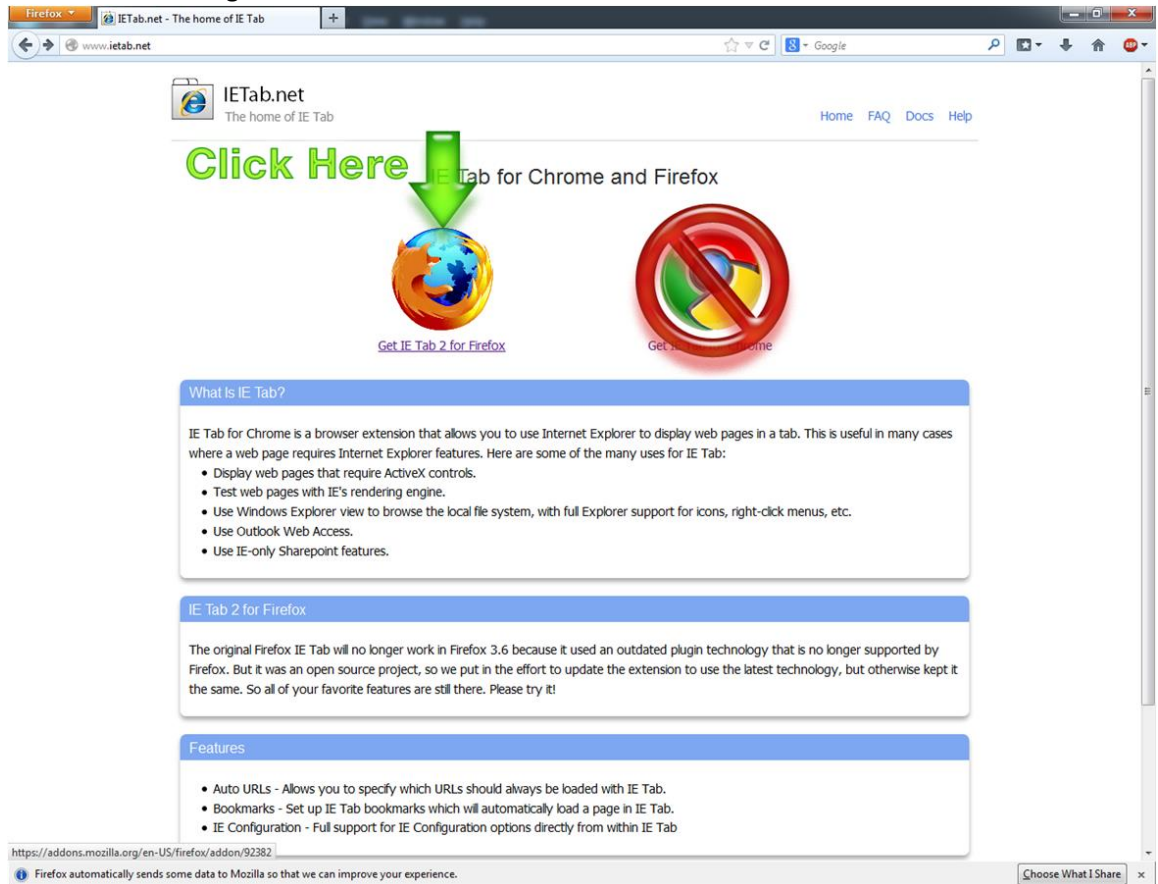 Firefox
IETab.net - The home of IE Tab
+
www.ietab.net
8
Google
ABP
IETab.net
The home of IE Tab
Home FAQ Docs Help
Click Here
IE Tab for Chrome and Firefox
Get IE Tab 2 for Firefox
Get IE
What Is IE Tab?
IE Tab for Chrome is a browser extension that allows you to use Internet Explorer to display web pages in a tab. This is useful in many cases
where a web page requires Internet Explorer features. Here are some of the many uses for IE Tab:
• Display web pages that require ActiveX controls.
• Test web pages with IE's rendering engine.
• Use Windows Explorer view to browse the local file system, with full Explorer support for icons, right-click menus, etc.
• Use Outlook Web Access.
• Use IE-only Sharepoint features.
IE Tab 2 for Firefox
The original Firefox IE Tab will no longer work in Firefox 3.6 because it used an outdated plugin technology that is no longer supported by
Firefox. But it was an open source project, so we put in the effort to update the extension to use the latest technology, but otherwise kept it
the same. So all of your favorite features are still there. Please try it!
Features
• Auto URLs - Allows you to specify which URLs should always be loaded with IE Tab.
• Bookmarks - Set up IE Tab bookmarks which will automatically load a page in IE Tab.
• IE Configuration - Full support for IE Configuration options directly from within IE Tab
https://addons.mozilla.org/en-US/firefox/addon/92382
Firefox automatically sends some data to Mozilla so that we can improve your experience.
Choose What I Share
x